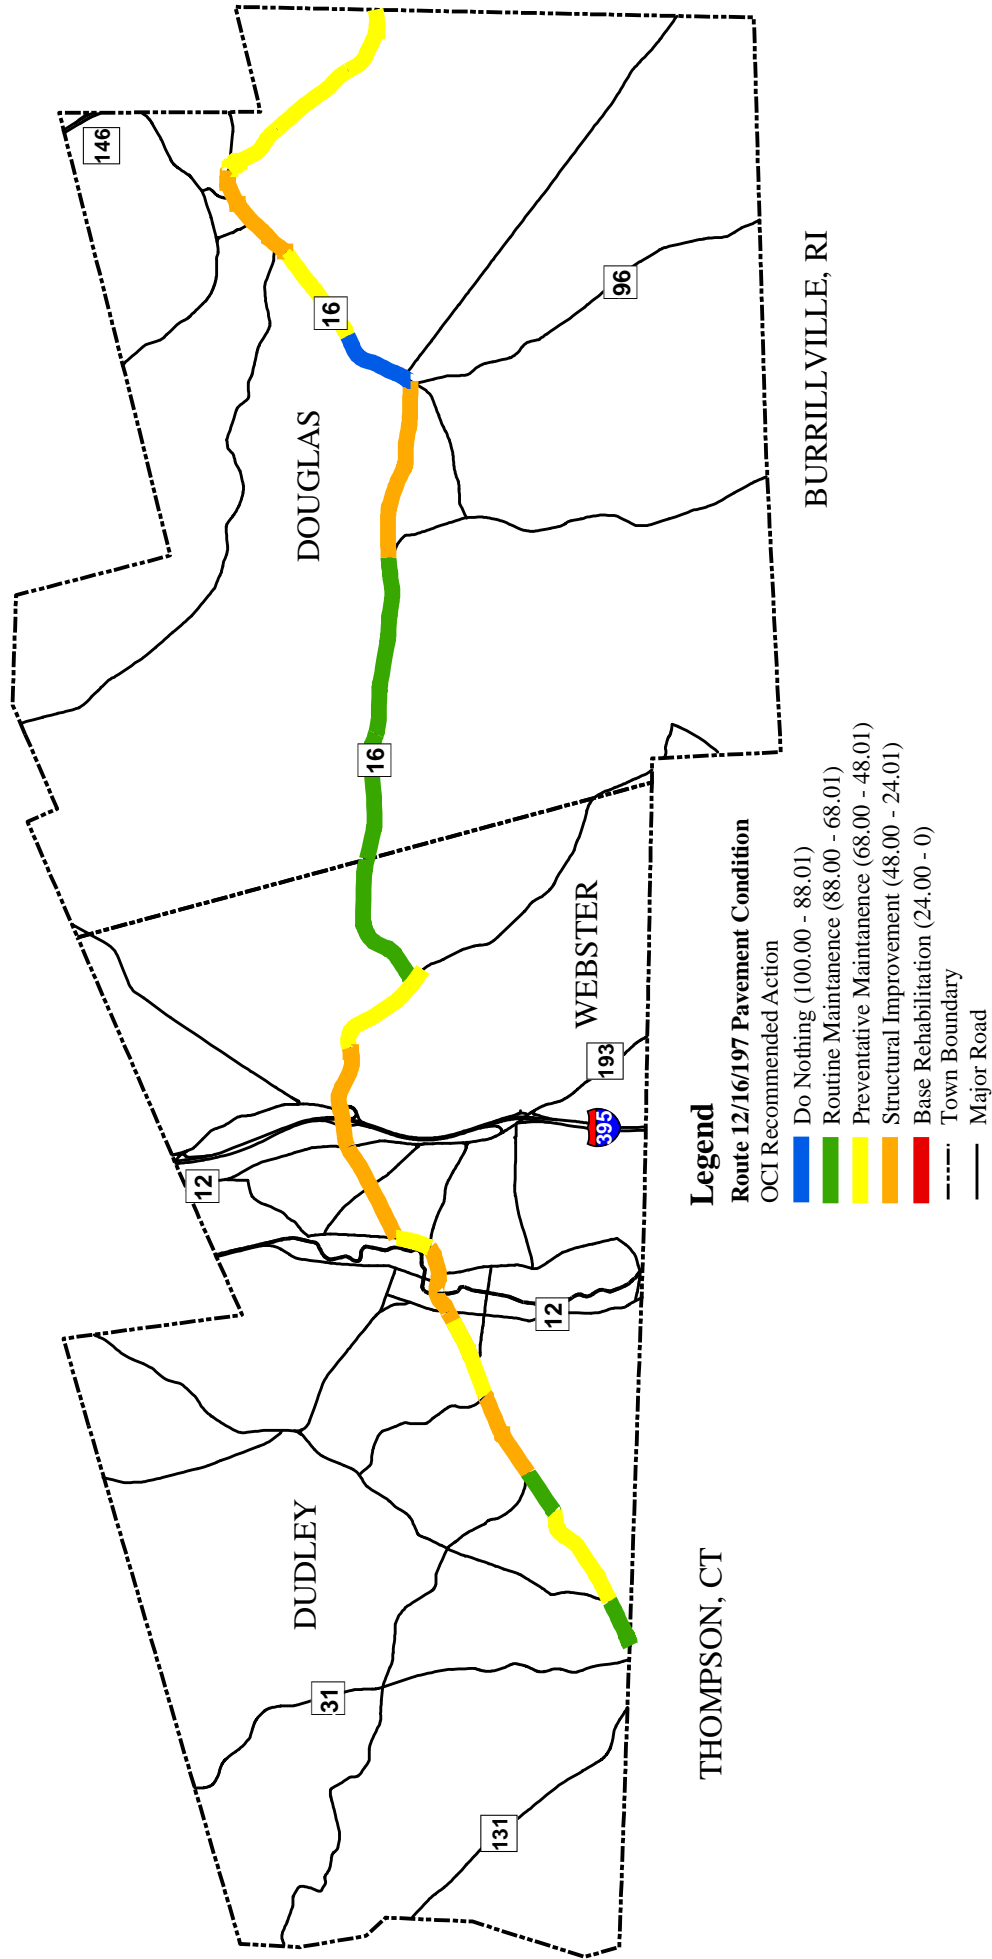 146
16
96
DOUGLAS
BURRILLVILLE, RI
16
WEBSTER
193
395
12
12
DUDLEY
31
131
THOMPSON, CT
Legend
Route 12/16/197 Pavement Condition
OCI Recommended Action
Do Nothing (100.00 - 88.01)
Routine Maintanence (88.00 - 68.01)
Preventative Maintanence (68.00 - 48.01)
Structural Improvement (48.00 - 24.01)
Base Rehabilitation (24.00 - 0)
Town Boundary
Major Road